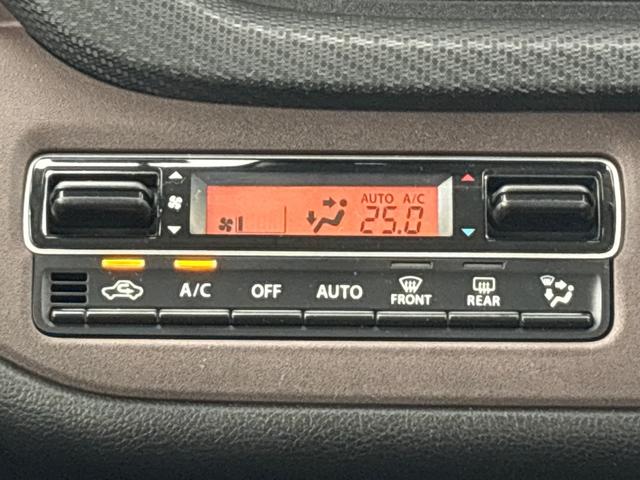 AUTO A/C
25.0
A/C
OFF
AUTO
FRONT
REAR